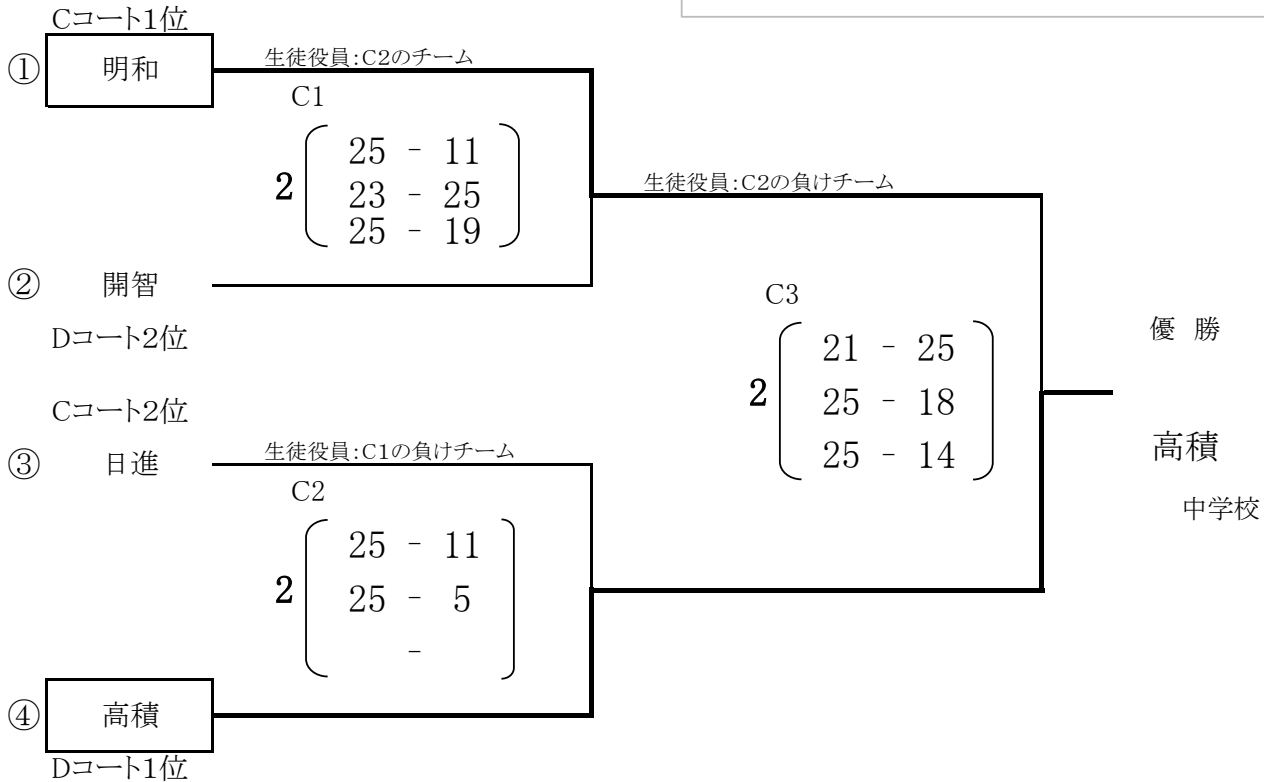 Cコート1位
① 明和
生徒役員:C2のチーム
C1
2
25 - 11
23 - 25
25 - 19
生徒役員:C2の負けチーム
② 開智
Dコート2位
C3
2
21 - 25
25 - 18
25 - 14
優 勝
高積
中学校
Cコート2位
③ 日進
生徒役員:C1の負けチーム
C2
2
25 - 11
25 - 5
-
④ 高積
Dコート1位